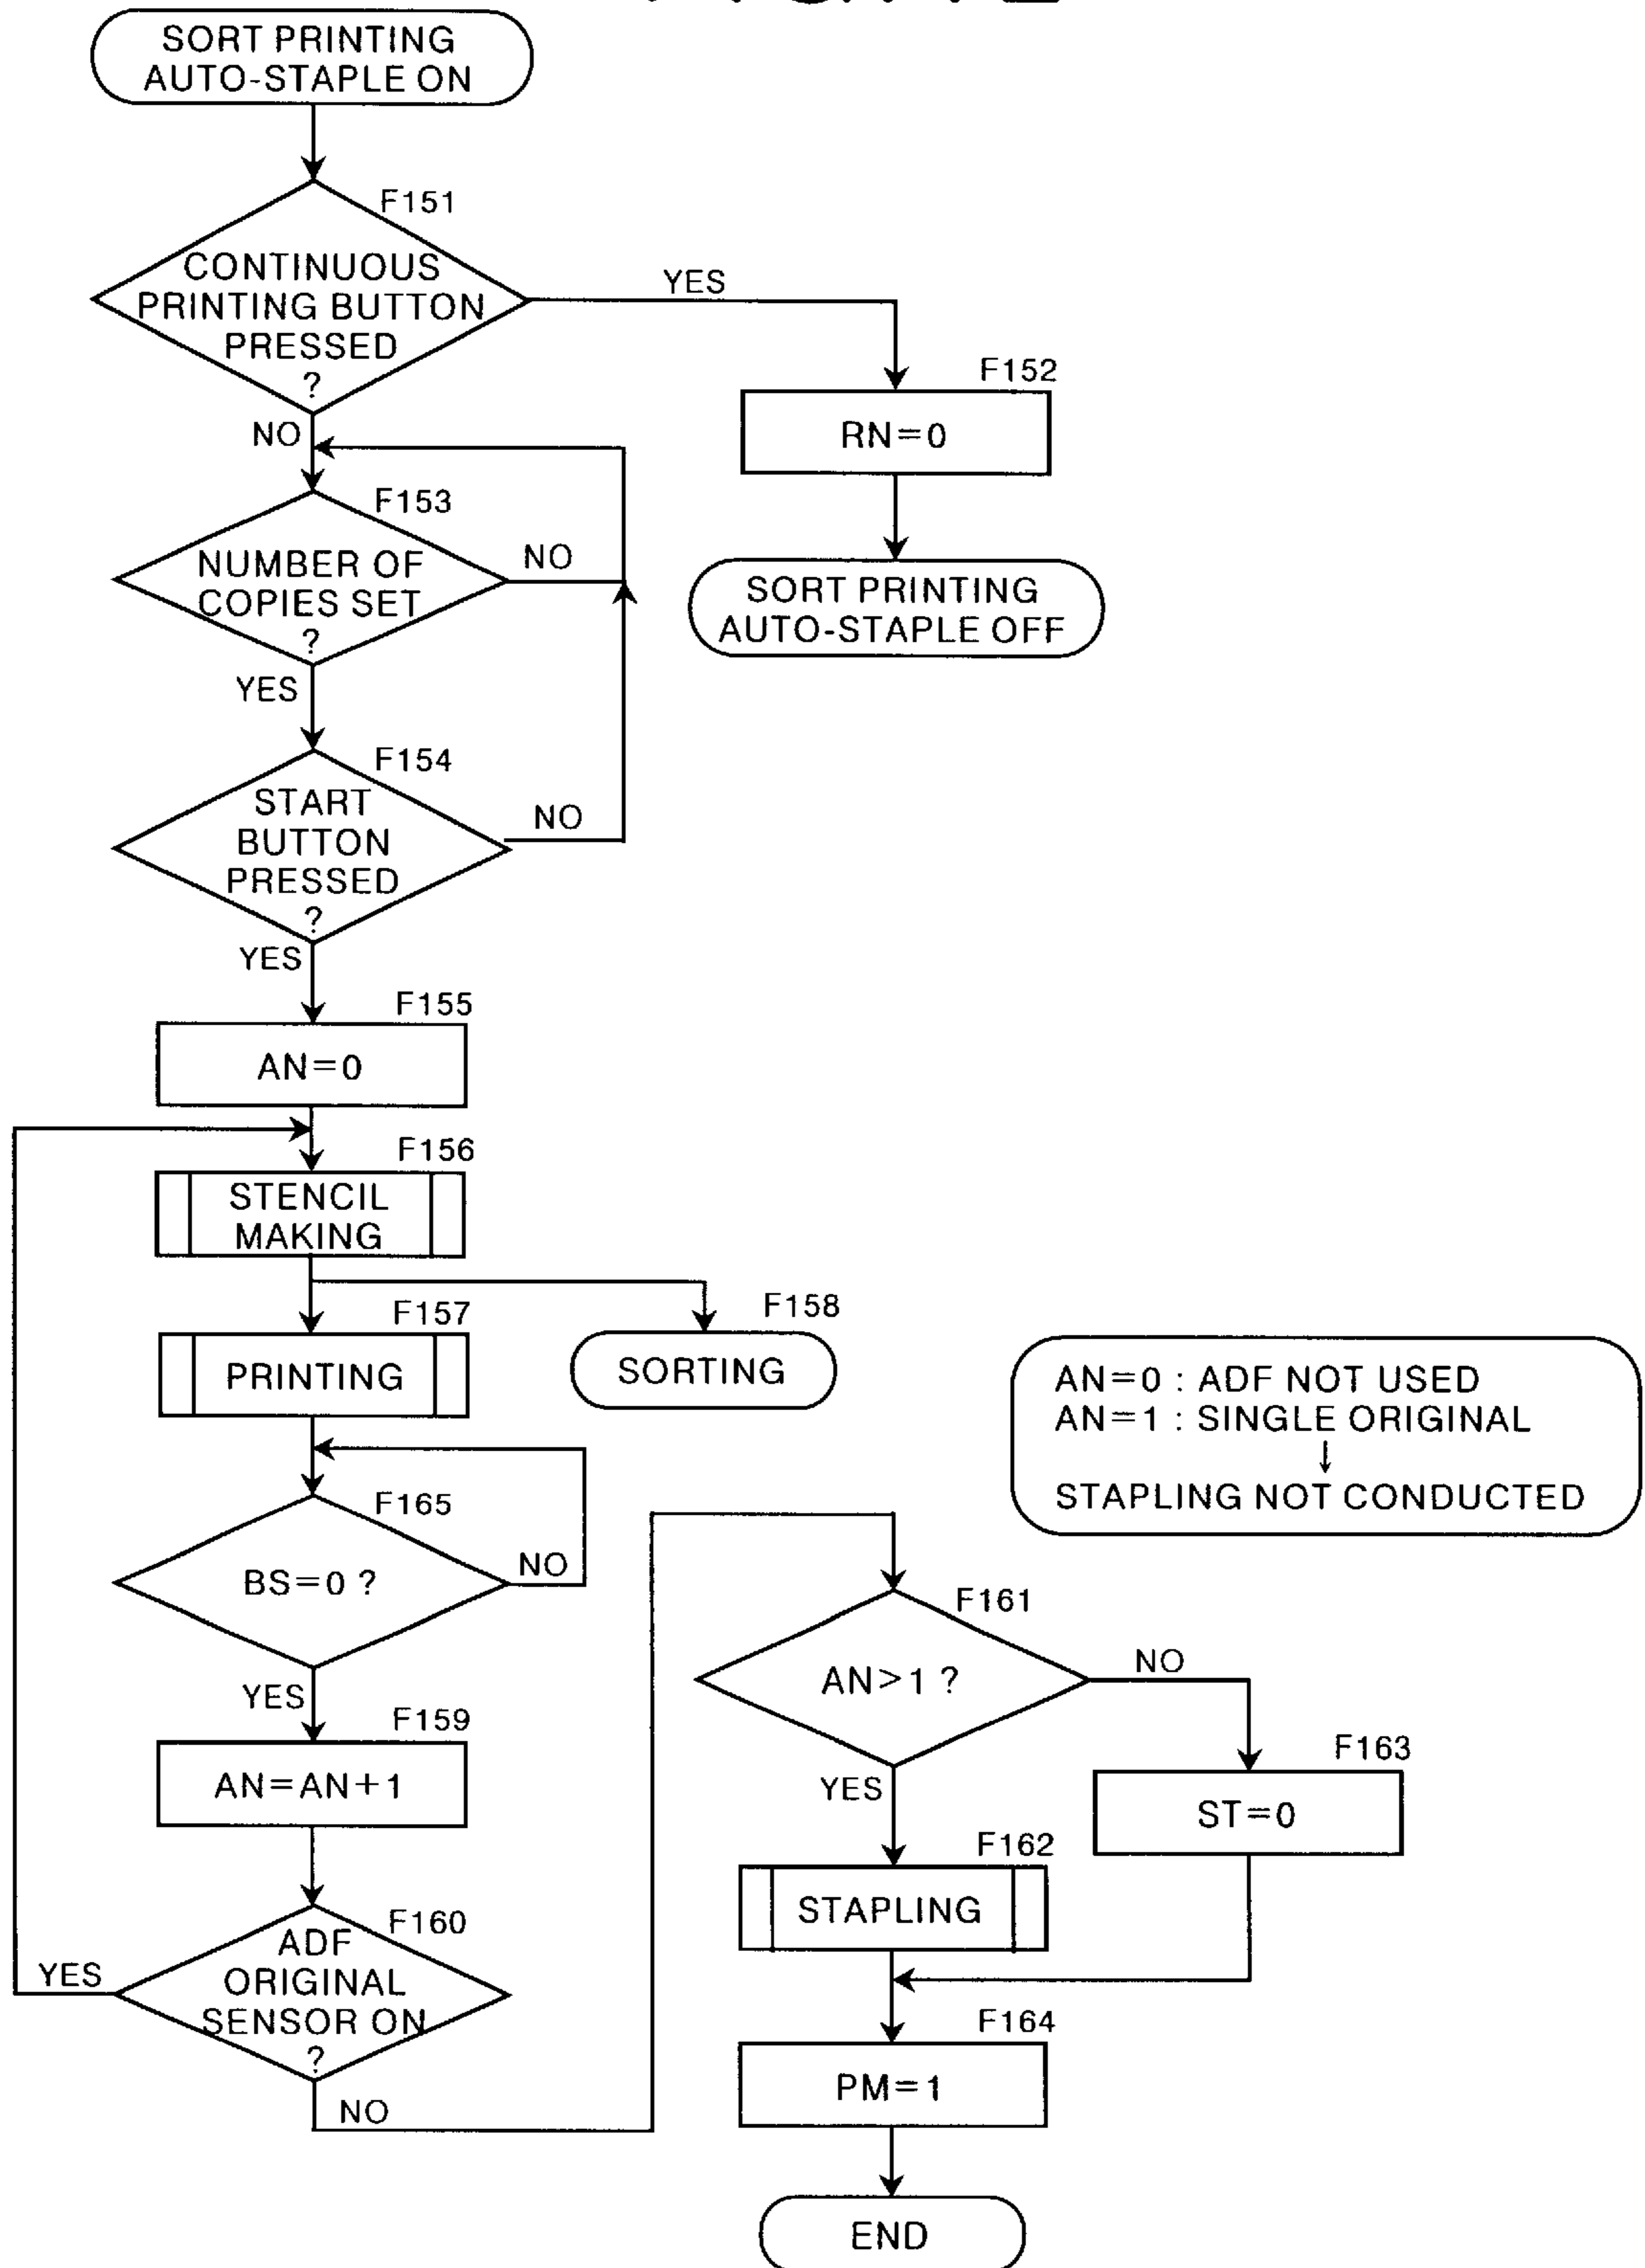 SORT PRINTING
AUTO-STAPLE ON
F151
CONTINUOUS
PRINTING BUTTON
PRESSED
?
YES
NO
F152
RN=0
SORT PRINTING
AUTO-STAPLE OFF
F153
NUMBER OF
COPIES SET
?
NO
YES
F154
START
BUTTON
PRESSED
?
NO
YES
F155
AN=0
F156
STENCIL
MAKING
F157
PRINTING
F158
SORTING
AN=0 : ADF NOT USED
AN=1 : SINGLE ORIGINAL
↓
STAPLING NOT CONDUCTED
F165
BS=0 ?
NO
YES
F159
AN=AN+1
F160
ADF
ORIGINAL
SENSOR ON
?
YES
NO
F161
AN>1 ?
NO
YES
F163
ST=0
F162
STAPLING
F164
PM=1
END